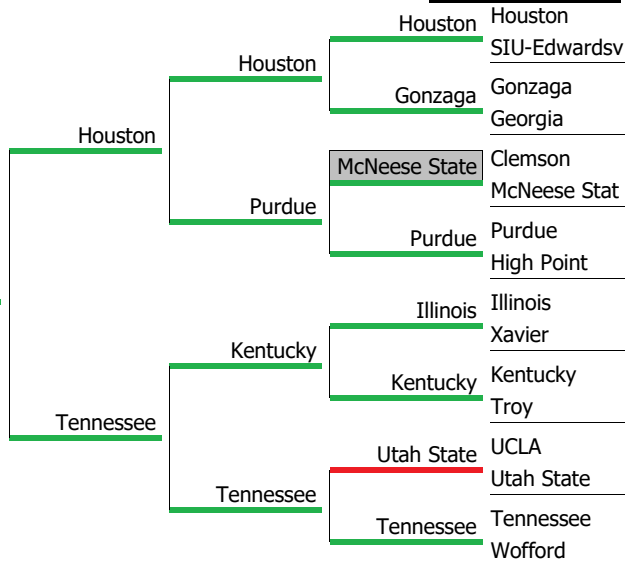 Houston
SIU-Edwardsv
Houston
Houston
Gonzaga
Gonzaga
Georgia
Houston
McNeese State
Clemson
McNeese Stat
Purdue
Purdue
Purdue
High Point
Illinois
Illinois
Xavier
Kentucky
Kentucky
Kentucky
Troy
Tennessee
Utah State
UCLA
Utah State
Tennessee
Tennessee
Tennessee
Wofford